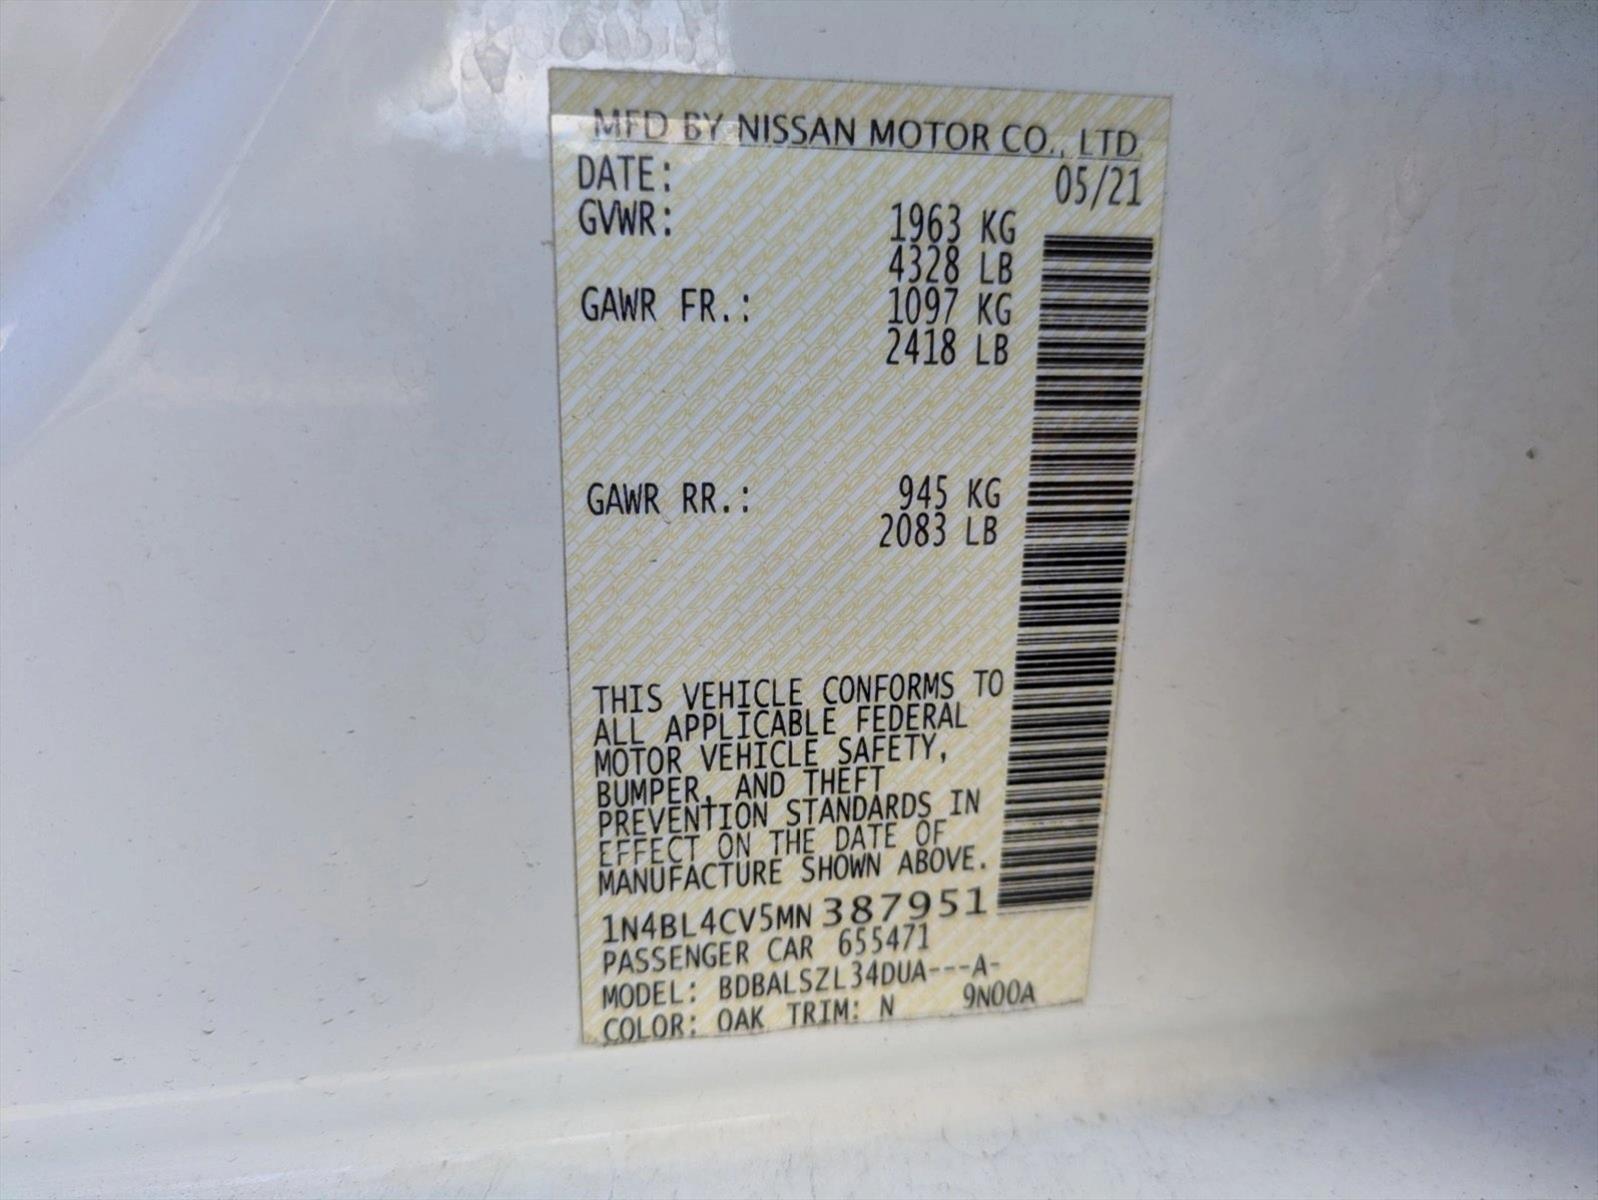 MFD BY NISSAN MOTOR CO., LTD.
DATE: 05/21
GVWR: 1963 KG
4328 LB
GAWR FR.: 1097 KG
2418 LB
GAWR RR.: 945 KG
2083 LB
THIS VEHICLE CONFORMS TO
ALL APPLICABLE FEDERAL
MOTOR VEHICLE SAFETY,
BUMPER, AND THEFT
PREVENTION STANDARDS IN
EFFECT ON THE DATE OF
MANUFACTURE SHOWN ABOVE.
1N4BL4CV5MN387951
PASSENGER CAR 655471
MODEL: BDBALSZL34DUA---A-
COLOR: QAK TRIM: N 9N00A